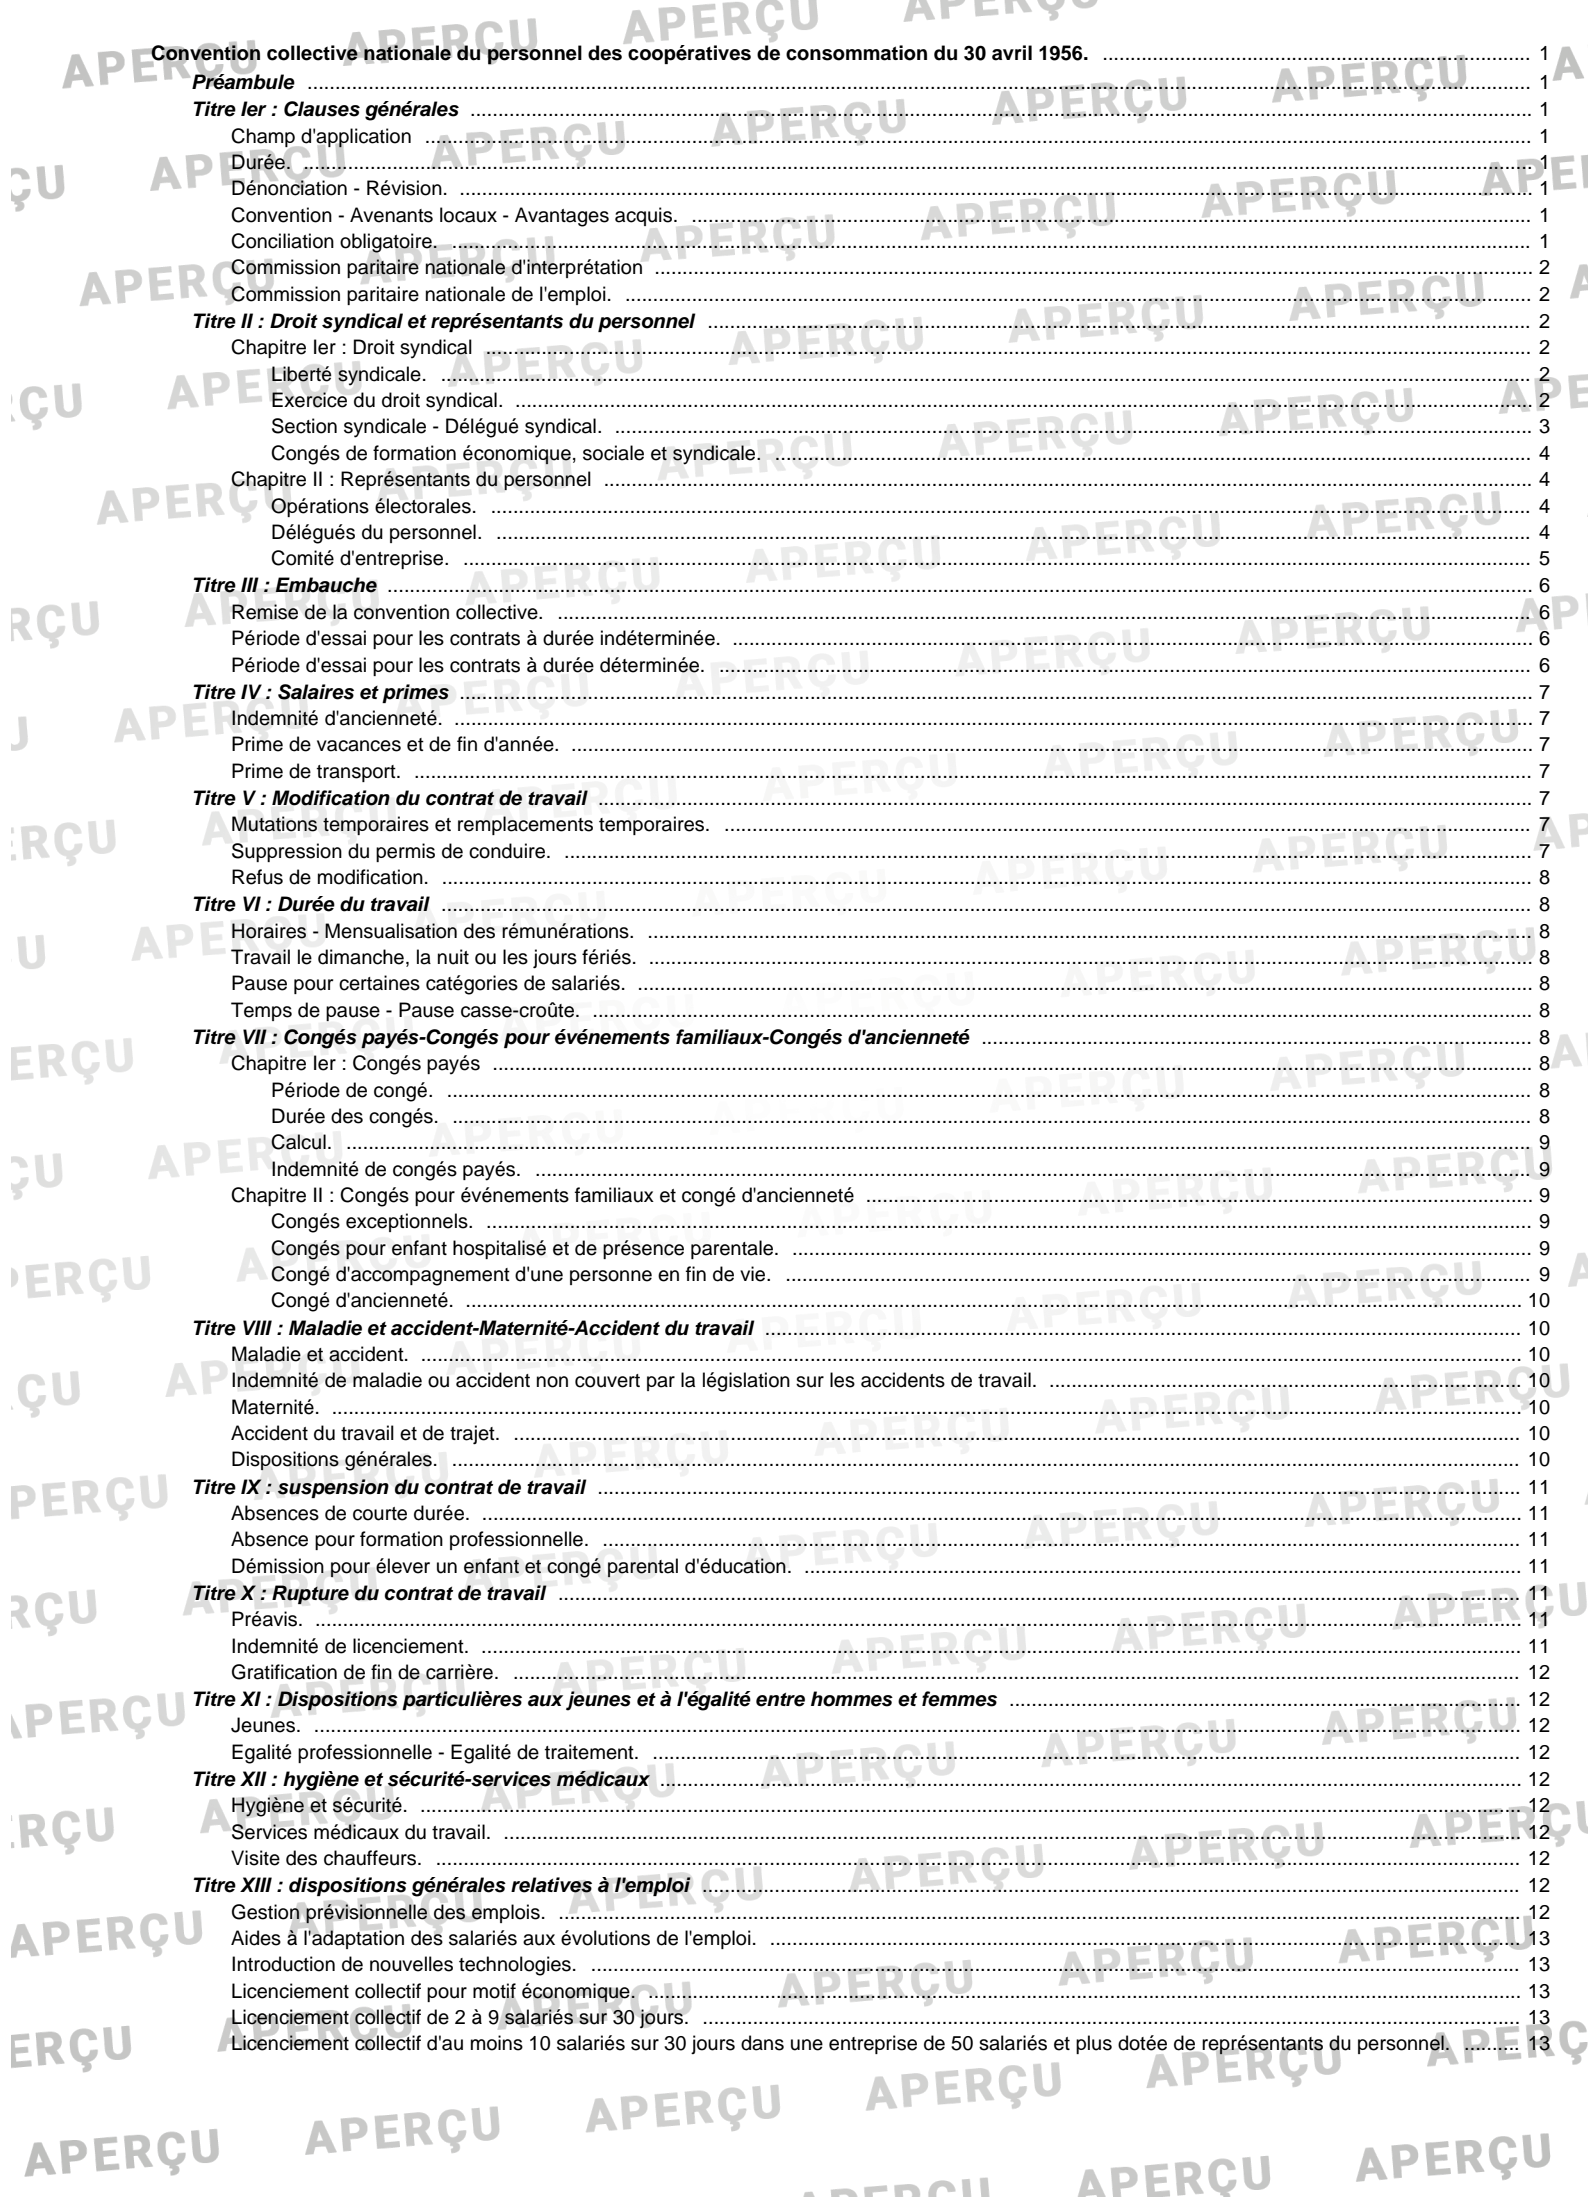 Convention collective nationale du personnel des coopératives de consommation du 30 avril 1956. 1
Préambule 1
Titre Ier : Clauses générales 1
Champ d'application 1
Durée. 1
Dénonciation - Révision. 1
Convention - Avenants locaux - Avantages acquis. 1
Conciliation obligatoire. 1
Commission paritaire nationale d'interprétation 2
Commission paritaire nationale de l'emploi. 2
Titre II : Droit syndical et représentants du personnel 2
Chapitre Ier : Droit syndical 2
Liberté syndicale. 2
Exercice du droit syndical. 2
Section syndicale - Délégué syndical. 3
Congés de formation économique, sociale et syndicale. 4
Chapitre II : Représentants du personnel 4
Opérations électorales. 4
Délégués du personnel. 4
Comité d'entreprise. 5
Titre III : Embauche 6
Remise de la convention collective. 6
Période d'essai pour les contrats à durée indéterminée. 6
Période d'essai pour les contrats à durée déterminée. 6
Titre IV : Salaires et primes 7
Indemnité d'ancienneté. 7
Prime de vacances et de fin d'année. 7
Prime de transport. 7
Titre V : Modification du contrat de travail 7
Mutations temporaires et remplacements temporaires. 7
Suppression du permis de conduire. 7
Refus de modification. 8
Titre VI : Durée du travail 8
Horaires - Mensualisation des rémunérations. 8
Travail le dimanche, la nuit ou les jours fériés. 8
Pause pour certaines catégories de salariés. 8
Temps de pause - Pause casse-croûte. 8
Titre VII : Congés payés-Congés pour événements familiaux-Congés d'ancienneté 8
Chapitre Ier : Congés payés 8
Période de congé. 8
Durée des congés. 8
Calcul. 9
Indemnité de congés payés. 9
Chapitre II : Congés pour événements familiaux et congé d'ancienneté 9
Congés exceptionnels. 9
Congés pour enfant hospitalisé et de présence parentale. 9
Congé d'accompagnement d'une personne en fin de vie. 9
Congé d'ancienneté. 10
Titre VIII : Maladie et accident-Maternité-Accident du travail 10
Maladie et accident. 10
Indemnité de maladie ou accident non couvert par la législation sur les accidents de travail. 10
Maternité. 10
Accident du travail et de trajet. 10
Dispositions générales. 10
Titre IX : suspension du contrat de travail 11
Absences de courte durée. 11
Absence pour formation professionnelle. 11
Démission pour élever un enfant et congé parental d'éducation. 11
Titre X : Rupture du contrat de travail 11
Préavis. 11
Indemnité de licenciement. 11
Gratification de fin de carrière. 12
Titre XI : Dispositions particulières aux jeunes et à l'égalité entre hommes et femmes 12
Jeunes. 12
Egalité professionnelle - Egalité de traitement. 12
Titre XII : hygiène et sécurité-services médicaux 12
Hygiène et sécurité. 12
Services médicaux du travail. 12
Visite des chauffeurs. 12
Titre XIII : dispositions générales relatives à l'emploi 12
Gestion prévisionnelle des emplois. 12
Aides à l'adaptation des salariés aux évolutions de l'emploi. 13
Introduction de nouvelles technologies. 13
Licenciement collectif pour motif économique. 13
Licenciement collectif de 2 à 9 salariés sur 30 jours. 13
Licenciement collectif d'au moins 10 salariés sur 30 jours dans une entreprise de 50 salariés et plus dotée de représentants du personnel. 13
APERÇU